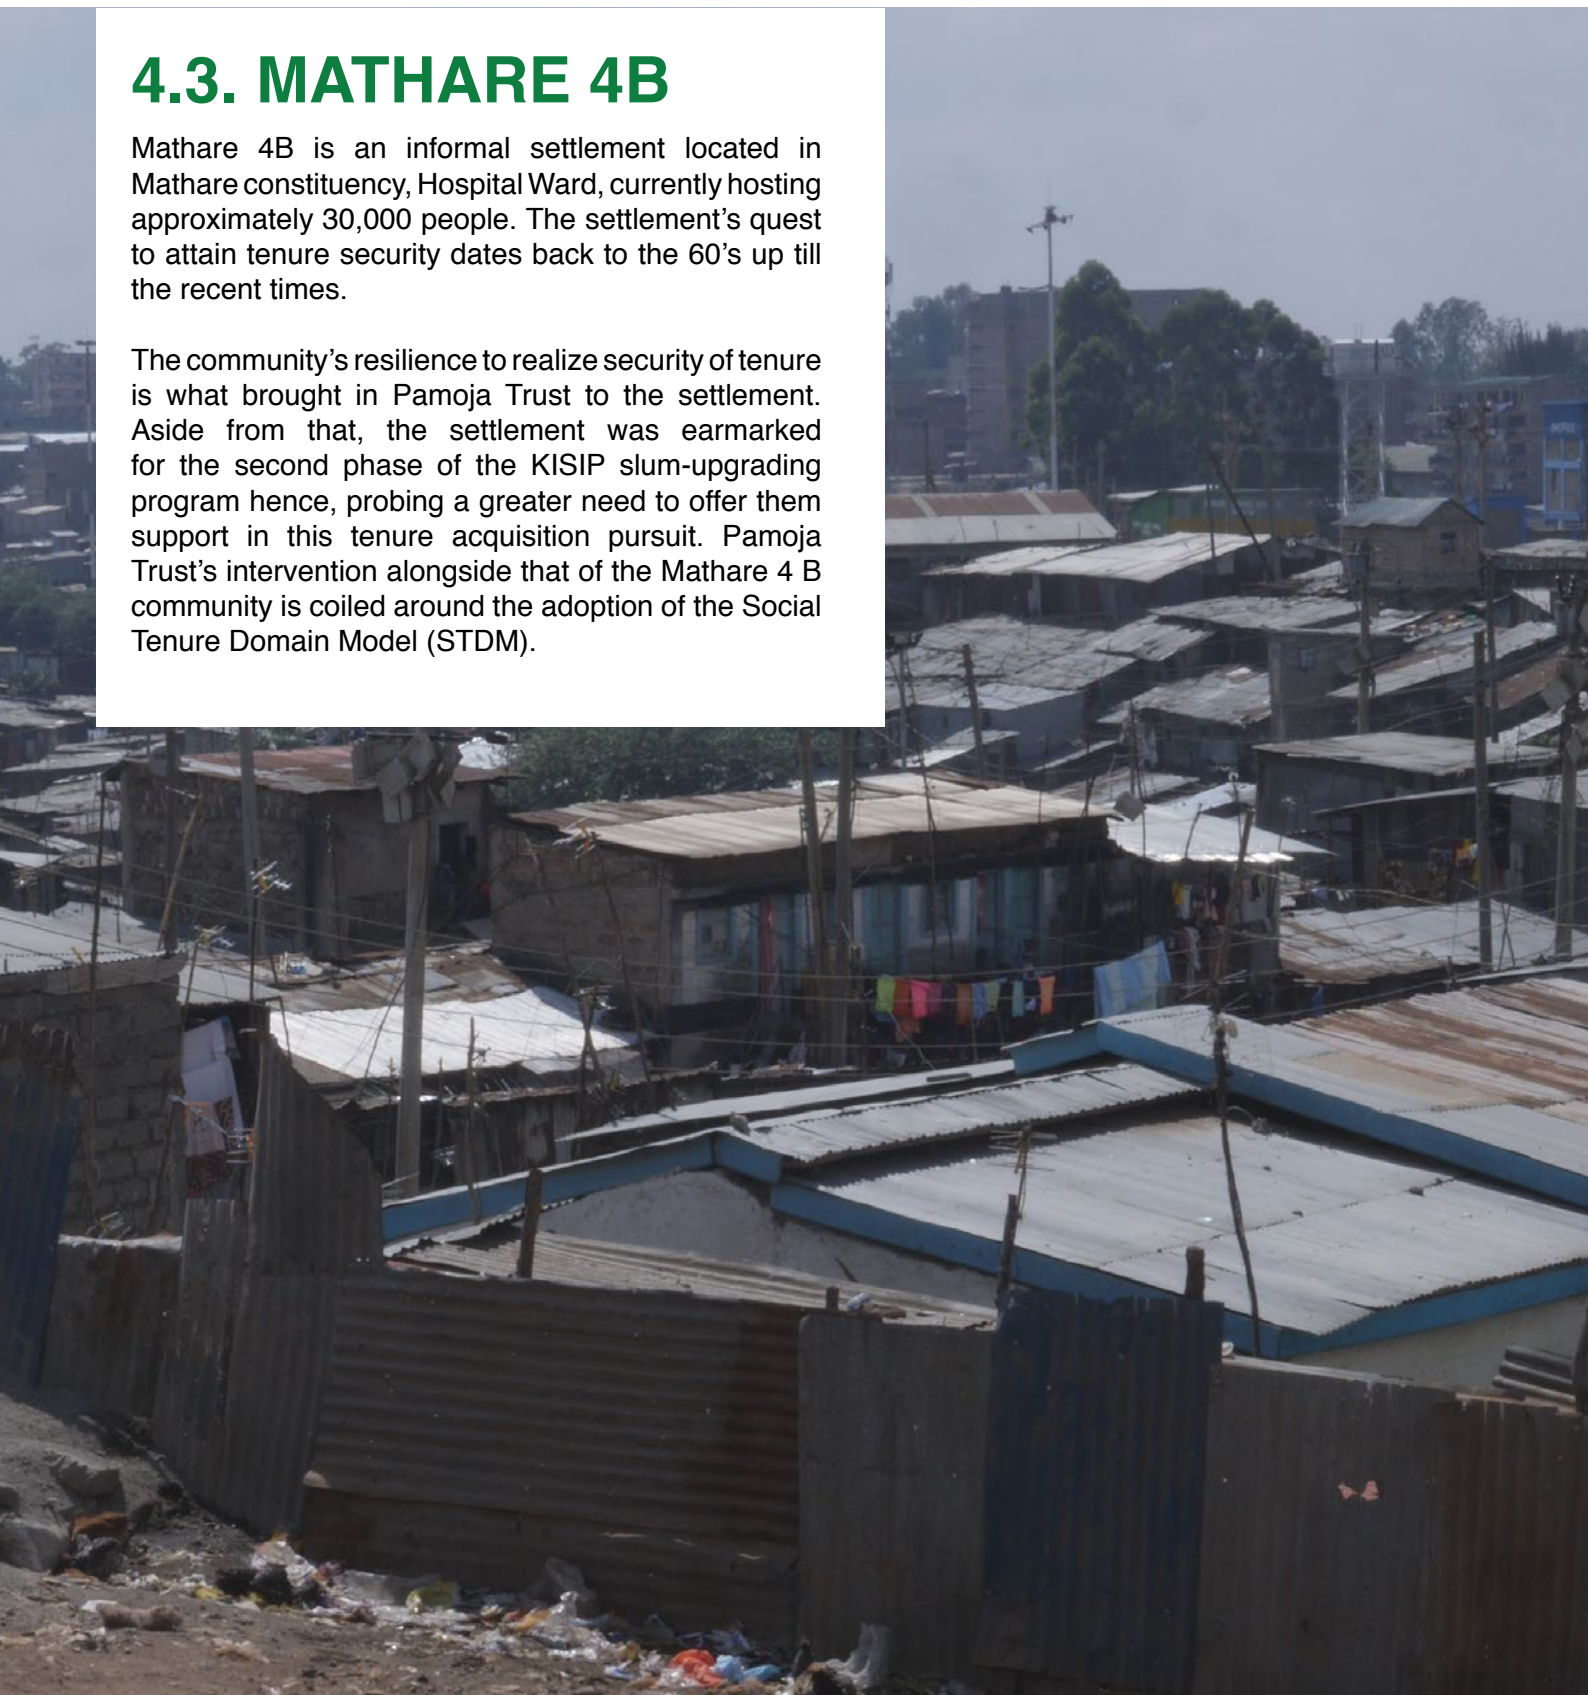 4.3. MATHARE 4B
Mathare 4B is an informal settlement located in
Mathare constituency, Hospital Ward, currently hosting
approximately 30,000 people. The settlement's quest
to attain tenure security dates back to the 60's up till
the recent times.
The community's resilience to realize security of tenure
is what brought in Pamoja Trust to the settlement.
Aside from that, the settlement was earmarked
for the second phase of the KISIP slum-upgrading
program hence, probing a greater need to offer them
support in this tenure acquisition pursuit. Pamoja
Trust's intervention alongside that of the Mathare 4 B
community is coiled around the adoption of the Social
Tenure Domain Model (STDM).